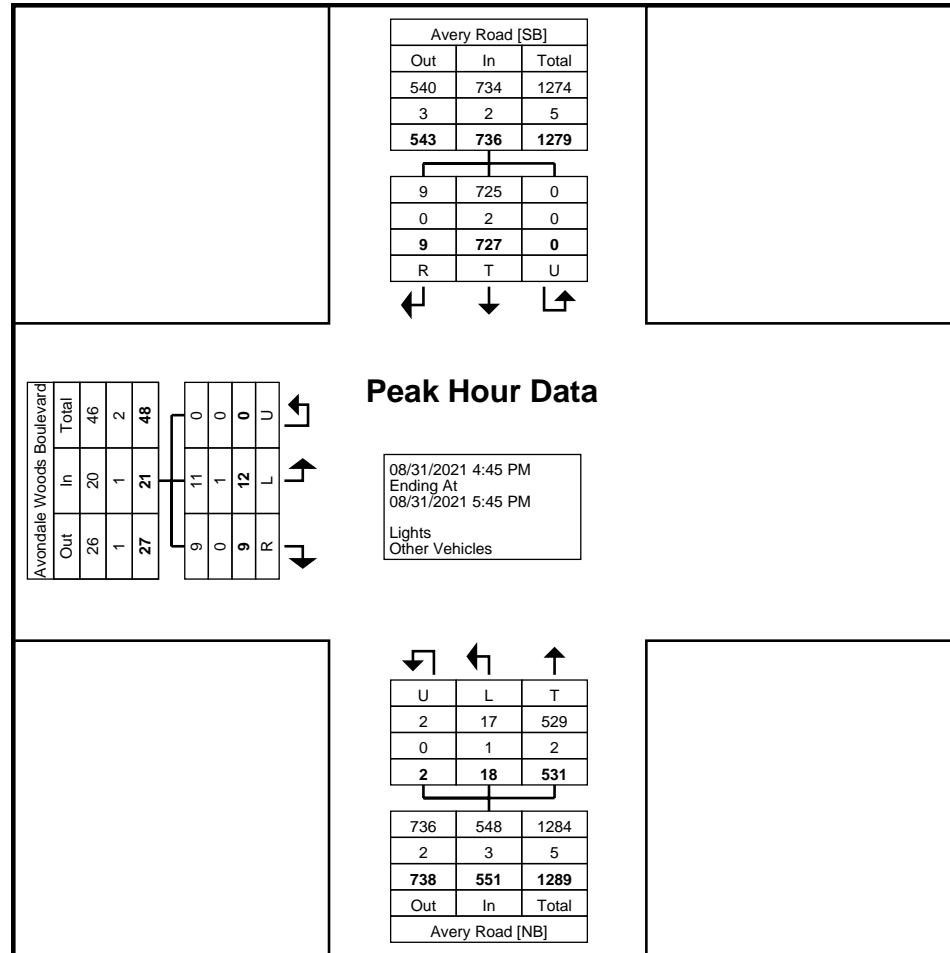 Avery Road [SB]
Out In Total
540 734 1274
3 2 5
543 736 1279
9 725 0
0 2 0
9 727 0
R T U
Peak Hour Data
Avondale Woods Boulevard
Out In Total
26 20 46
1 1 2
27 21 48
9 11 0
0 1 0
9 12 0
R L U
08/31/2021 4:45 PM
Ending At
08/31/2021 5:45 PM
Lights
Other Vehicles
U L T
2 17 529
0 1 2
2 18 531
736 548 1284
2 3 5
738 551 1289
Out In Total
Avery Road [NB]